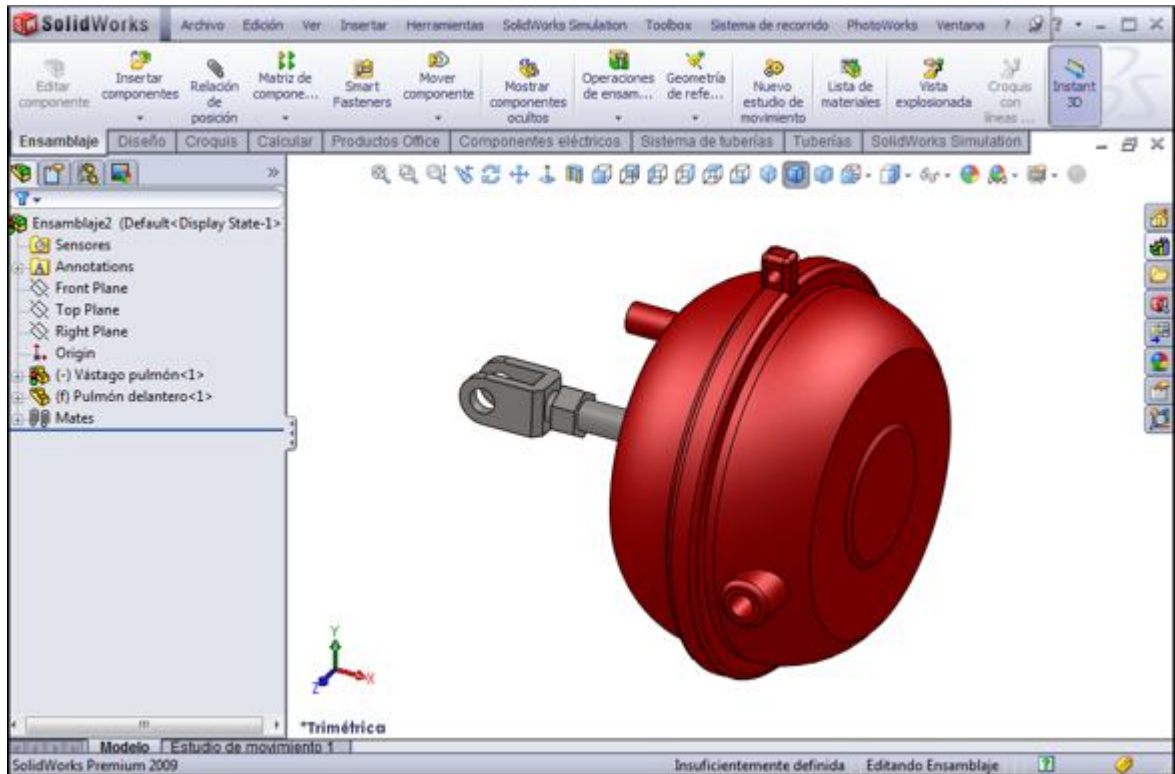 SolidWorks Archivo Edición Ver Insertar Herramientas SolidWorks Simulation Toolbox Sistema de recorrido PhotoWorks Ventana ?
Editar componente
Insertar componentes
Relación de posición
Matriz de compone...
Smart Fasteners
Mover componente
Mostrar componentes ocultos
Operaciones de ensam...
Geometría de refe...
Nuevo estudio de movimiento
Lista de materiales
Vista explosionada
Croquis con líneas ...
Instant 3D
Ensamblaje Diseño Croquis Calcular Productos Office Componentes eléctricos Sistema de tuberías Tuberías SolidWorks Simulation
Ensamblaje2 (Default<Display State-1>
Sensores
Annotations
Front Plane
Top Plane
Right Plane
Origin
(-) Vástago pulmón<1>
(f) Pulmón delantero<1>
Mates
Y
X
Z
*Trimétrica
Modelo Estudio de movimiento 1
SolidWorks Premium 2009 Insuficientemente definida Editando Ensamblaje